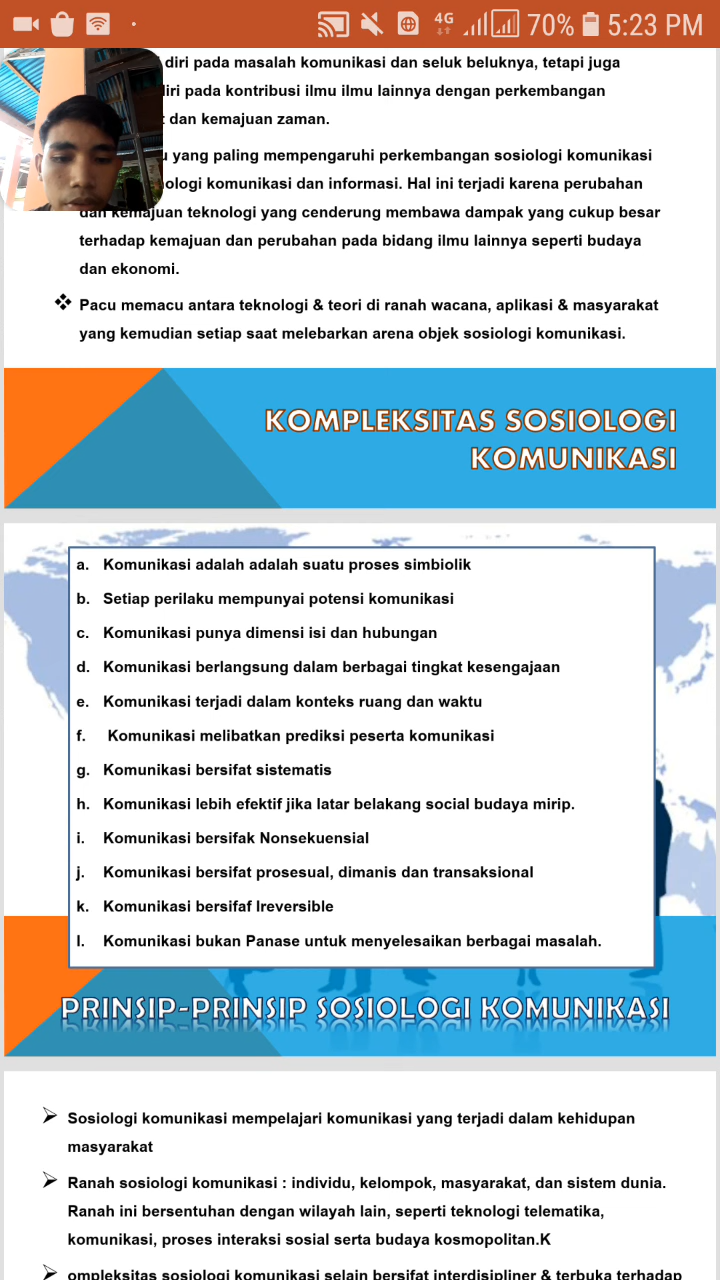 4G 70% 5:23 PM
diri pada masalah komunikasi dan seluk beluknya, tetapi juga
diri pada kontribusi ilmu ilmu lainnya dengan perkembangan
dan kemajuan zaman.
yang paling mempengaruhi perkembangan sosiologi komunikasi
komunikasi dan informasi. Hal ini terjadi karena perubahan
dan kemajuan teknologi yang cenderung membawa dampak yang cukup besar
terhadap kemajuan dan perubahan pada bidang ilmu lainnya seperti budaya
dan ekonomi.
❖ Pacu memacu antara teknologi & teori di ranah wacana, aplikasi & masyarakat
yang kemudian setiap saat melebarkan arena objek sosiologi komunikasi.
KOMPLEKSITAS SOSIOLOGI
KOMUNIKASI
a. Komunikasi adalah adalah suatu proses simbiolik
b. Setiap perilaku mempunyai potensi komunikasi
c. Komunikasi punya dimensi isi dan hubungan
d. Komunikasi berlangsung dalam berbagai tingkat kesengajaan
e. Komunikasi terjadi dalam konteks ruang dan waktu
f. Komunikasi melibatkan prediksi peserta komunikasi
g. Komunikasi bersifat sistematis
h. Komunikasi lebih efektif jika latar belakang social budaya mirip.
i. Komunikasi bersifak Nonsekuensial
j. Komunikasi bersifat prosesual, dimanis dan transaksional
k. Komunikasi bersifaf Ireversible
l. Komunikasi bukan Panase untuk menyelesaikan berbagai masalah.
PRINSIP-PRINSIP SOSIOLOGI KOMUNIKASI
➢ Sosiologi komunikasi mempelajari komunikasi yang terjadi dalam kehidupan
masyarakat
➢ Ranah sosiologi komunikasi : individu, kelompok, masyarakat, dan sistem dunia.
Ranah ini bersentuhan dengan wilayah lain, seperti teknologi telematika,
komunikasi, proses interaksi sosial serta budaya kosmopolitan.K
➢ ompleksitas sosiologi komunikasi selain bersifat interdisipliner & terbuka terhadap